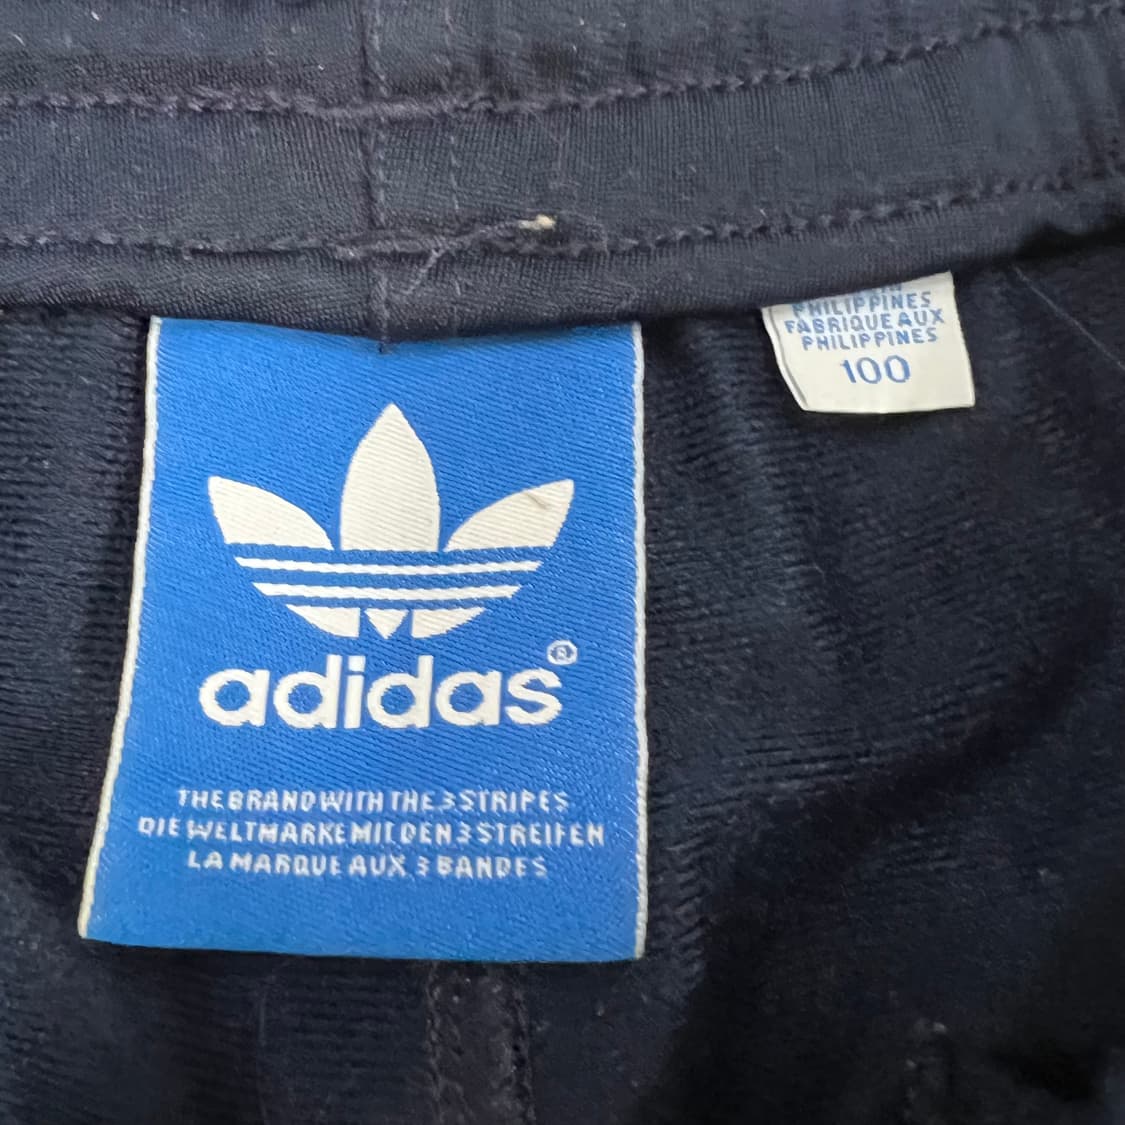 PHILIPPINES
FABRIQUE AUX
PHILIPPINES
100
adidas®
THE BRAND WITH THE 3 STRIPES
DIE WELTMARKE MIT DEN 3 STREIFEN
LA MARQUE AUX 3 BANDES